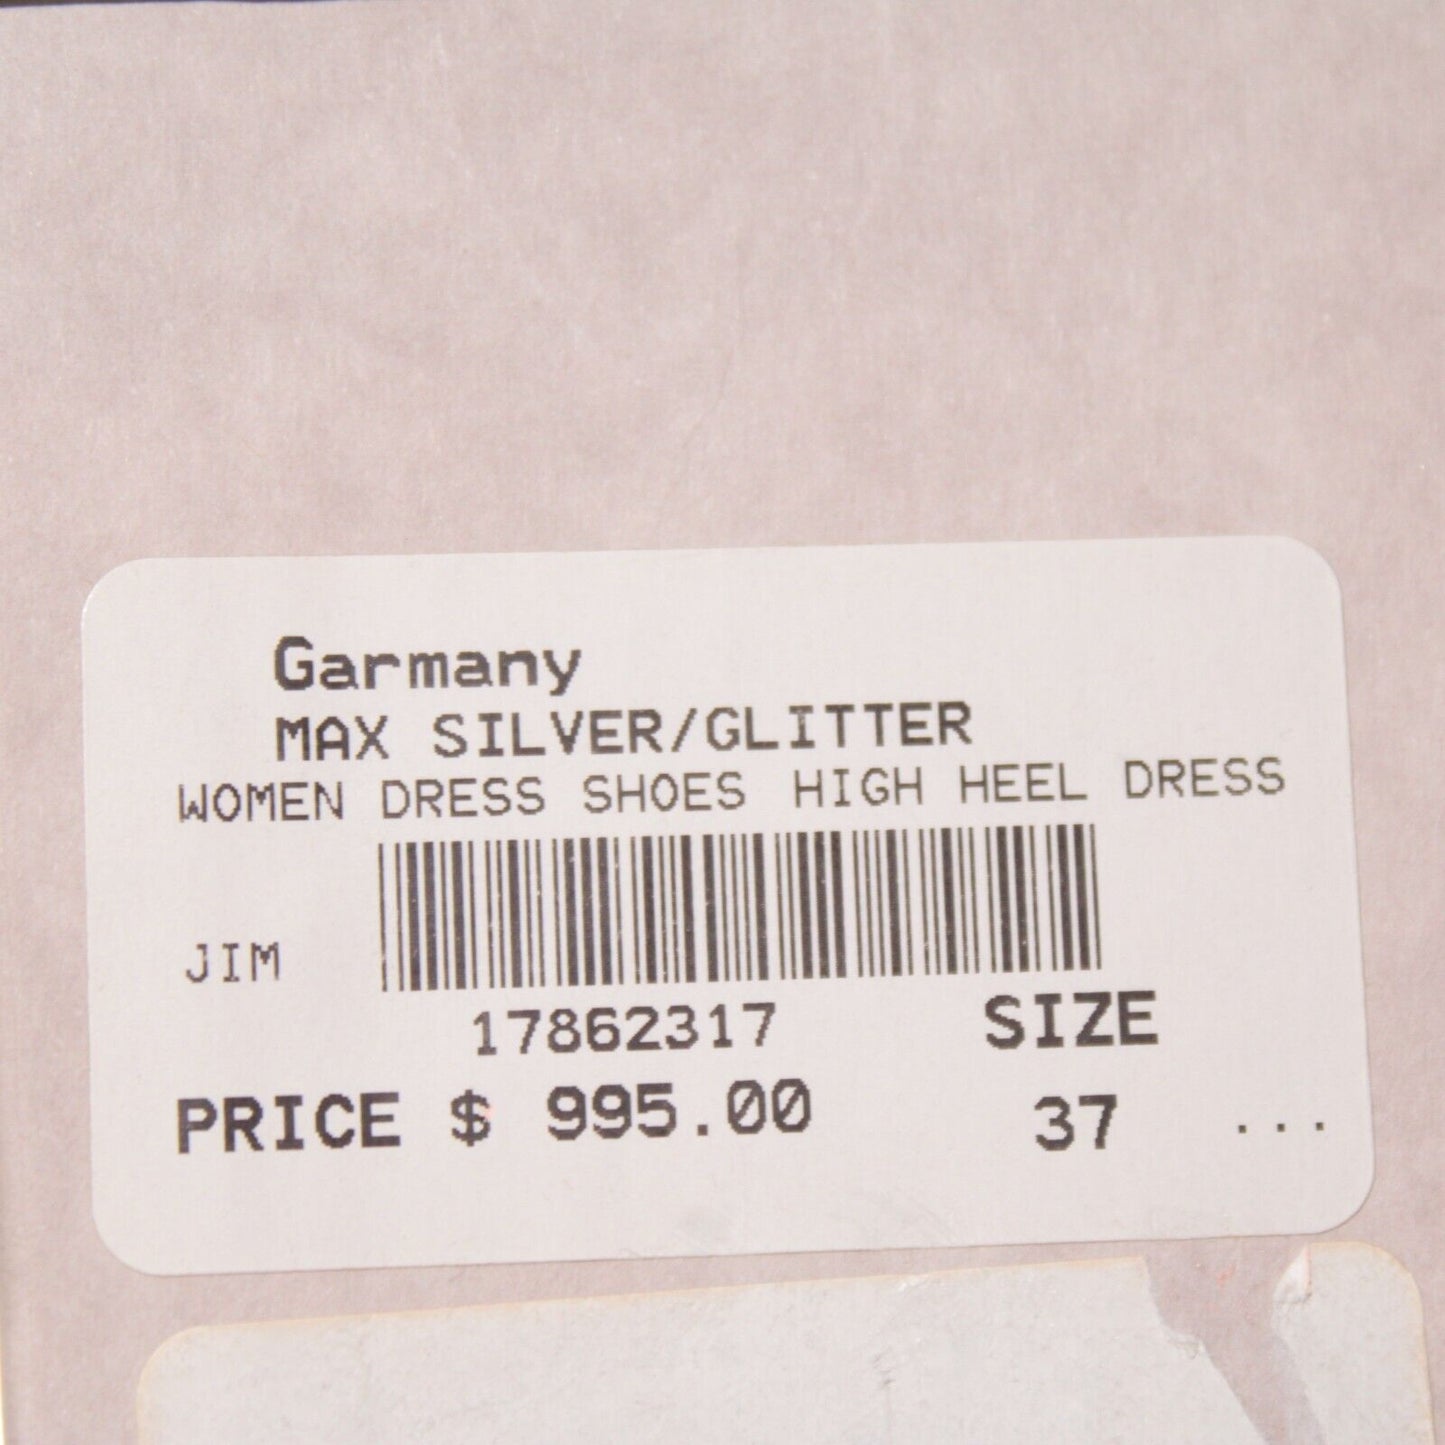 Garmany
MAX SILVER/GLITTER
WOMEN DRESS SHOES HIGH HEEL DRESS
JIM
17862317 SIZE
PRICE $ 995.00 37 ...